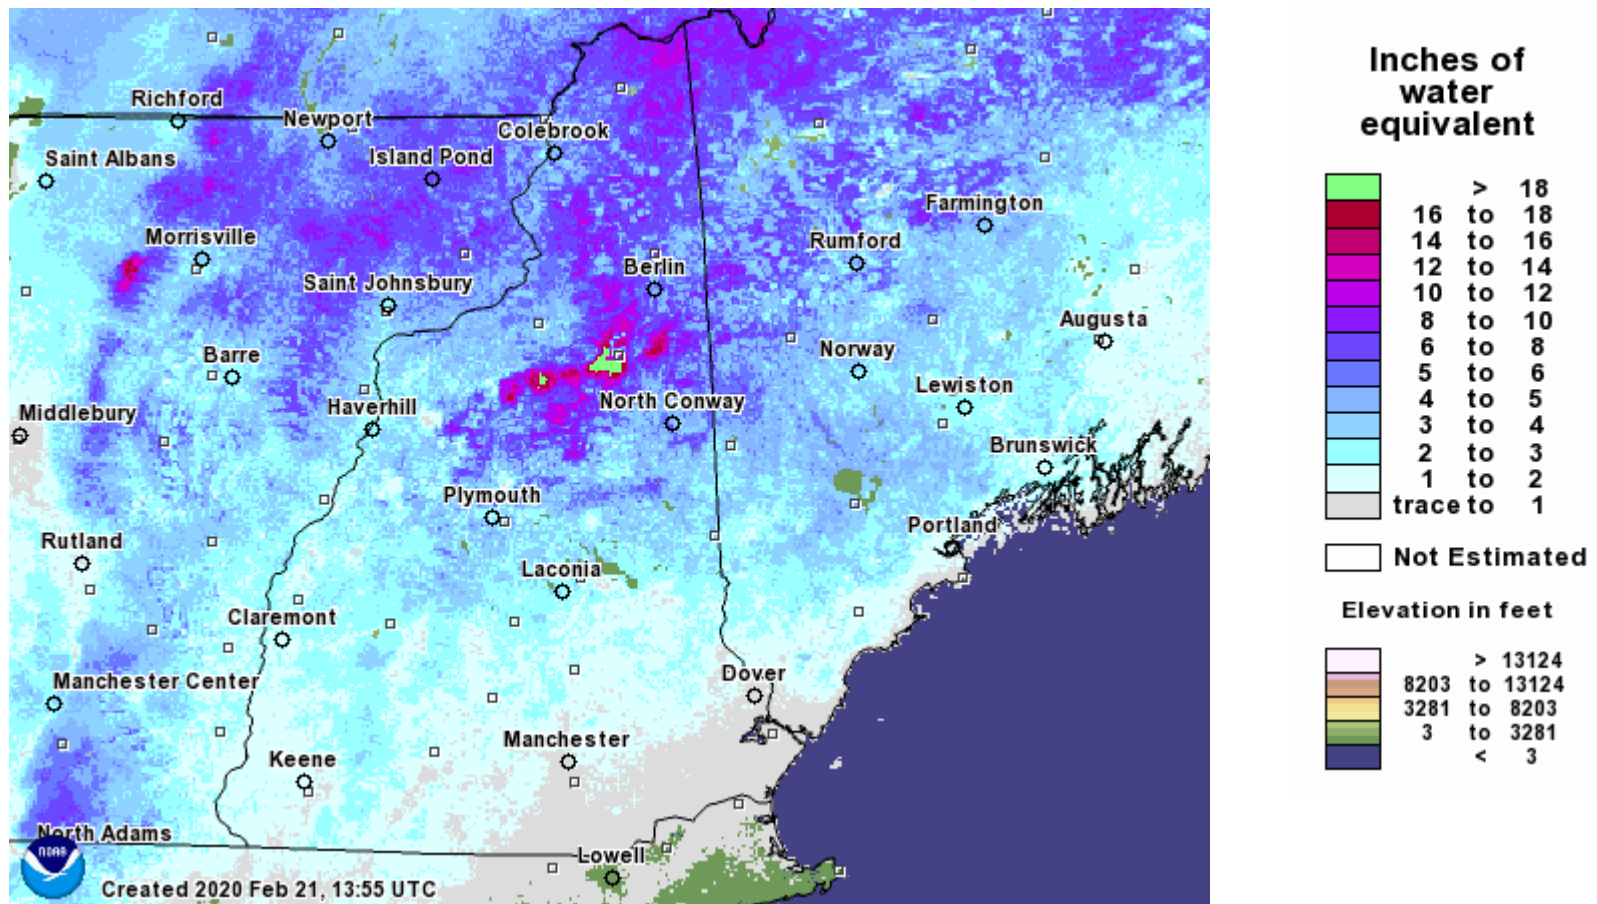 Richford
Newport
Colebrook
Saint Albans
Island Pond
Farmington
Morrisville
Rumford
Berlin
Saint Johnsbury
Augusta
Barre
Norway
Lewiston
Middlebury
Haverhill
North Conway
Brunswick
Plymouth
Portland
Rutland
Laconia
Claremont
Dover
Manchester Center
Manchester
Keene
North Adams
Lowell
NOAA
Created 2020 Feb 21, 13:55 UTC
Inches of
water
equivalent
> 18
16 to 18
14 to 16
12 to 14
10 to 12
8 to 10
6 to 8
5 to 6
4 to 5
3 to 4
2 to 3
1 to 2
trace to 1
Not Estimated
Elevation in feet
> 13124
8203 to 13124
3281 to 8203
3 to 3281
< 3